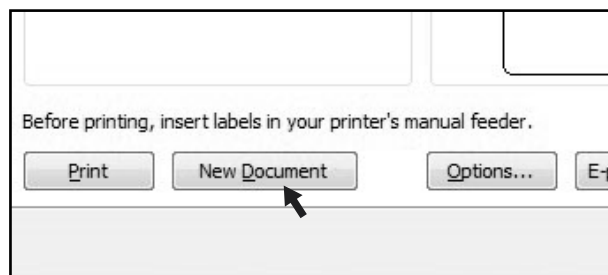 Before printing, insert labels in your printer's manual feeder.
Print New Document Options...